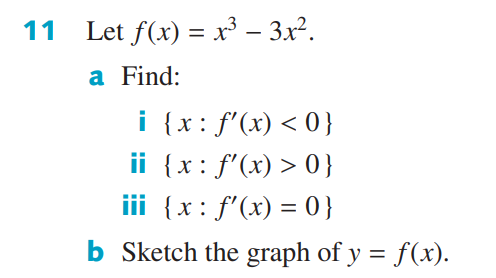 11 Let f(x) = x³ – 3x².
a Find:
i {x : f′(x) < 0}
ii {x : f′(x) > 0}
iii {x : f′(x) = 0}
b Sketch the graph of y = f(x).